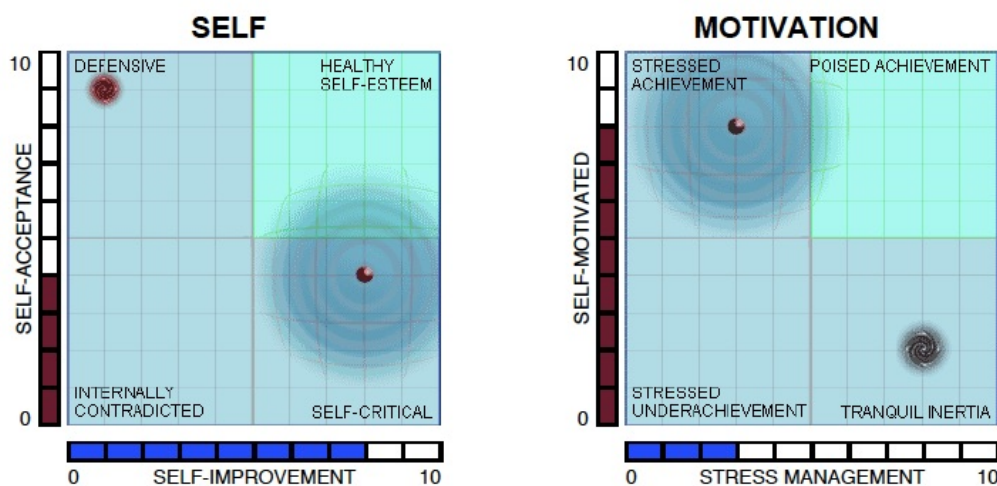 SELF
10
DEFENSIVE
HEALTHY
SELF-ESTEEM
SELF-ACCEPTANCE
INTERNALLY
CONTRADICTED
SELF-CRITICAL
0
0
SELF-IMPROVEMENT
10
MOTIVATION
10
STRESSED
ACHIEVEMENT
POISED ACHIEVEMENT
SELF-MOTIVATED
STRESSED
UNDERACHIEVEMENT
TRANQUIL INERTIA
0
0
STRESS MANAGEMENT
10